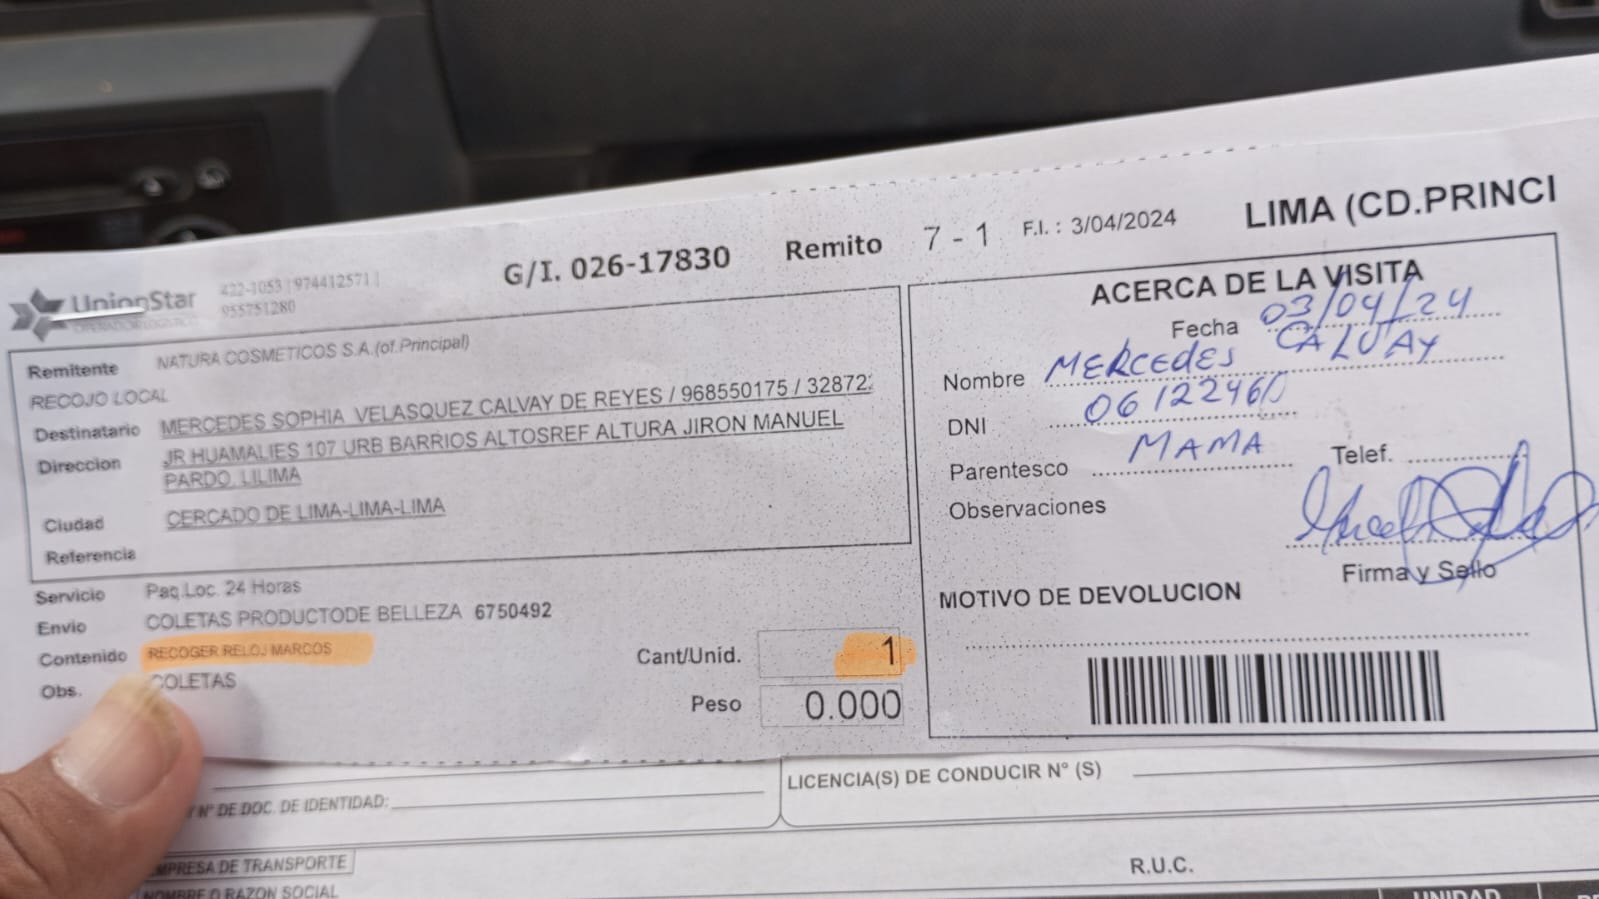 G/I. 026-17830 Remito 7 - 1 F.I. : 3/04/2024 LIMA (CD.PRINCI
UnionStar
422-1053 | 974412571 |
955751280
Remitente NATURA COSMETICOS S.A.(of.Principal)
RECOJO LOCAL
Destinatario MERCEDES SOPHIA VELASQUEZ CALVAY DE REYES / 968550175 / 32872
Direccion JR HUAMALIES 107 URB BARRIOS ALTOSREF ALTURA JIRON MANUEL
PARDO, LILIMA
Ciudad CERCADO DE LIMA-LIMA-LIMA
Referencia
Servicio Paq.Loc. 24 Horas
Envio COLETAS PRODUCTODE BELLEZA 6750492
Contenido RECOGER RELOJ MARCOS
Obs. COLETAS
Cant/Unid. 1
Peso 0.000
ACERCA DE LA VISITA
Fecha 03/04/24
Nombre MERCEDES CALVAY
DNI
Parentesco MAMA Telef.
Observaciones
Firma y Sello
MOTIVO DE DEVOLUCION
N° DE DOC. DE IDENTIDAD:
LICENCIA(S) DE CONDUCIR N° (S)
EMPRESA DE TRANSPORTE
NOMBRE O RAZON SOCIAL
R.U.C.
UNIDAD